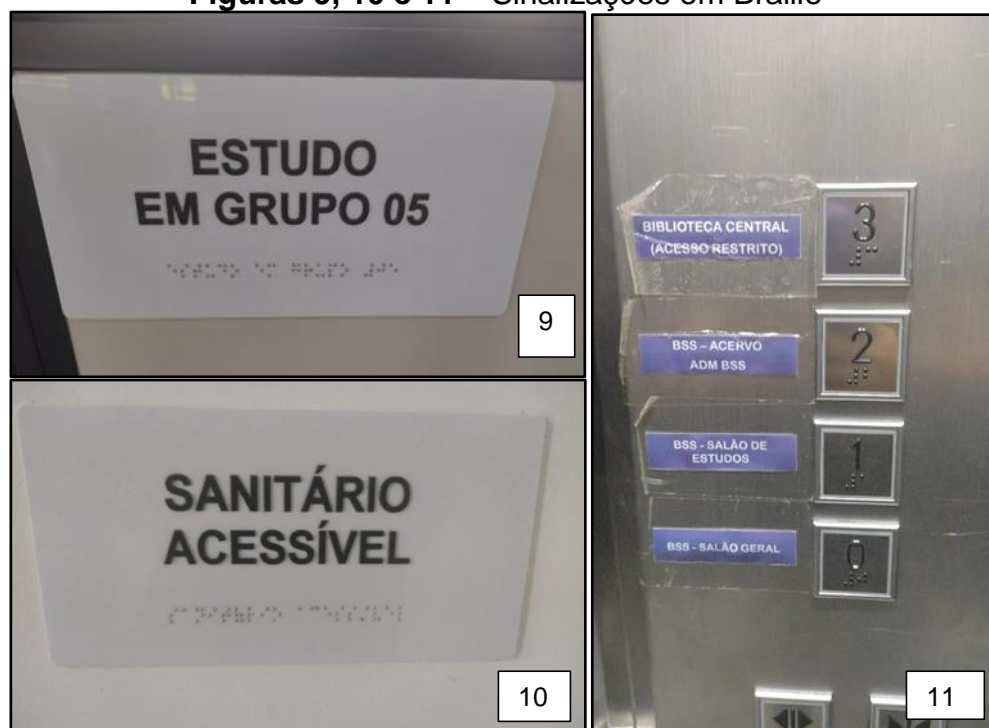 Figuras 9, 10 e 11 – Sinalizações em Braille
ESTUDO
EM GRUPO 05
9
SANITÁRIO
ACESSÍVEL
10
BIBLIOTECA CENTRAL
(ACESSO RESTRITO)
3
BSS – ACERVO
ADM BSS
2
BSS - SALÃO DE
ESTUDOS
1
BSS - SALÃO GERAL
0
11